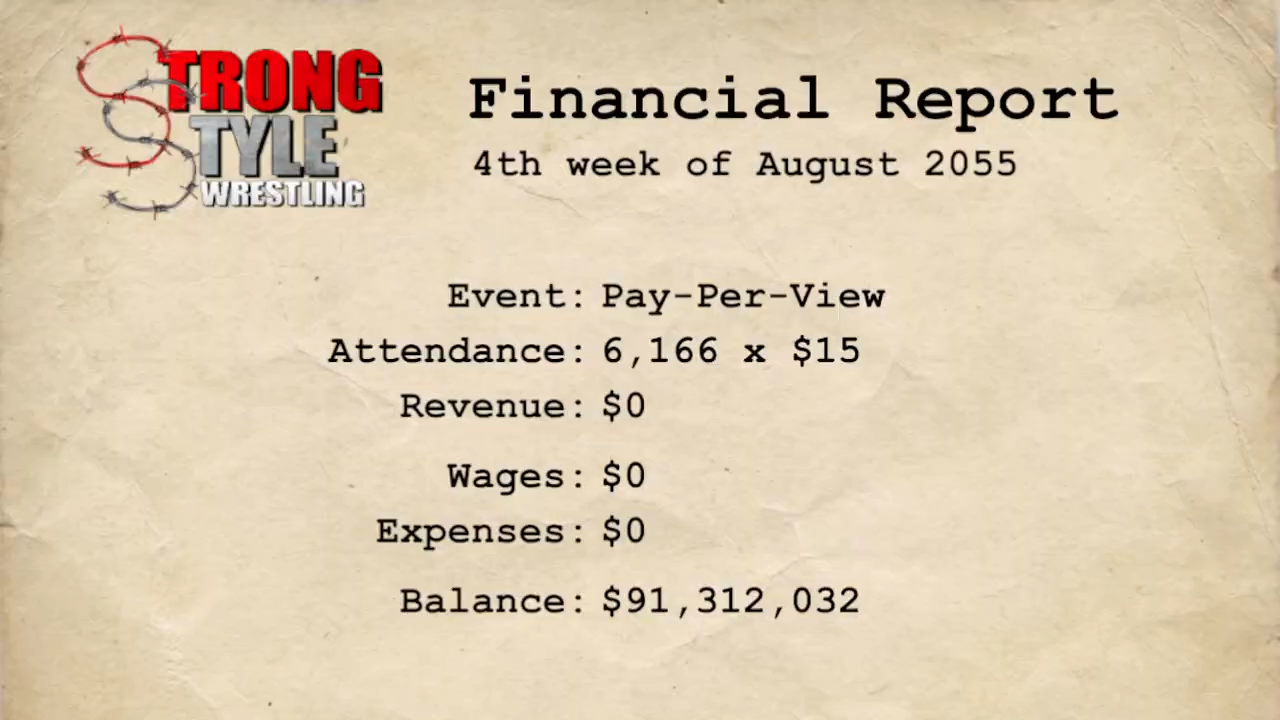 STRONG
STYLE
WRESTLING
Financial Report
4th week of August 2055
Event: Pay-Per-View
Attendance: 6,166 x $15
Revenue: $0
Wages: $0
Expenses: $0
Balance: $91,312,032